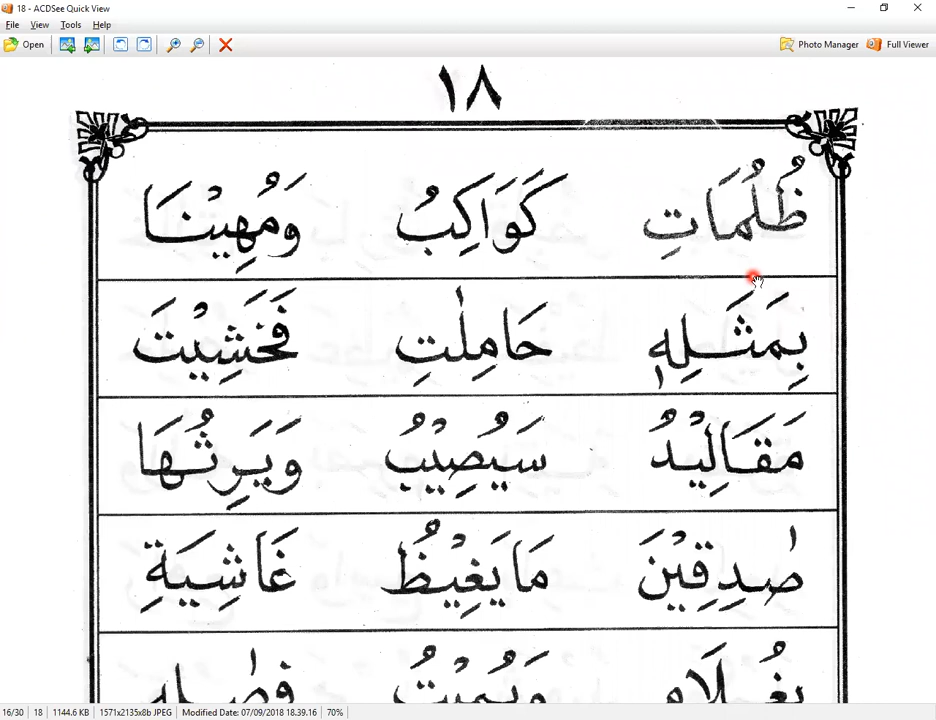 18 - ACDSee Quick View
File View Tools Help
Open Photo Manager Full Viewer
١٨
ظُلُمَاتِ كَوَاكِبُ وَمُهِيْنَا
بِمَثَلِهٖ حَامِلٰتِ فَخَشِيْتَ
مَقَالِيْدُ سَيُصِيْبُ وَيَرِثُهَا
صٰدِقِيْنَ مَايَغِيْظُ غَاشِيَةِ
بِغُلَامٍ وَيُمِيْتُ
16/30 18 1144.6 KB 1571x2135x8b JPEG Modified Date: 07/09/2018 18.39.16 70%